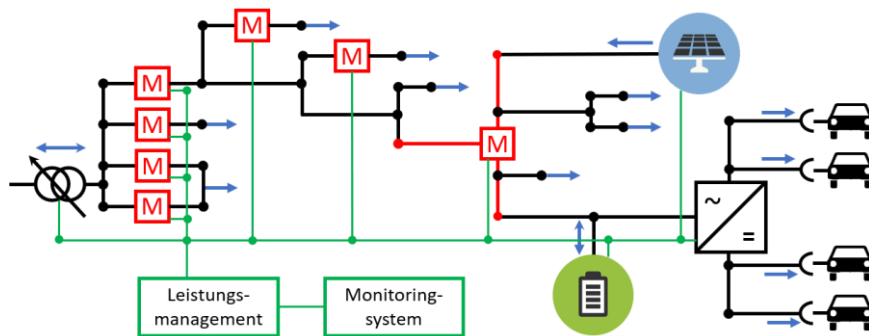 M
M
M
M
M
M
M
~
=
Leistungs-
management
Monitoring-
system